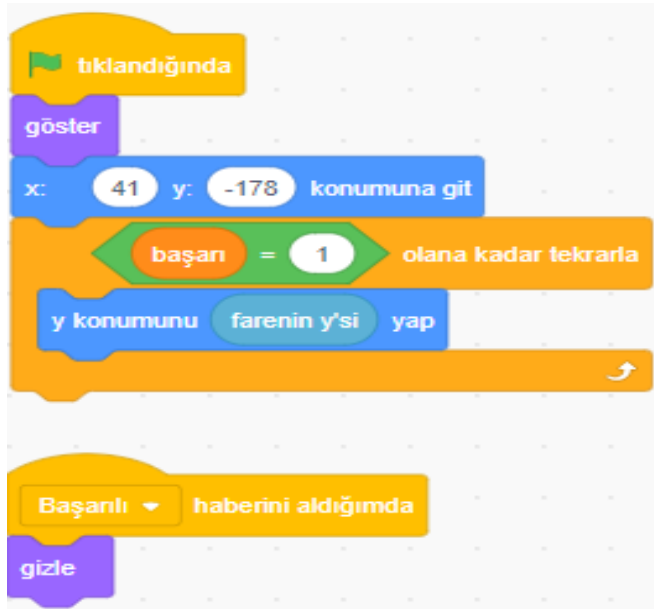 tıklandığında
göster
x: 41 y: -178 konumuna git
başarı = 1 olana kadar tekrarla
y konumunu farenin y'si yap
Başarılı haberini aldığımda
gizle